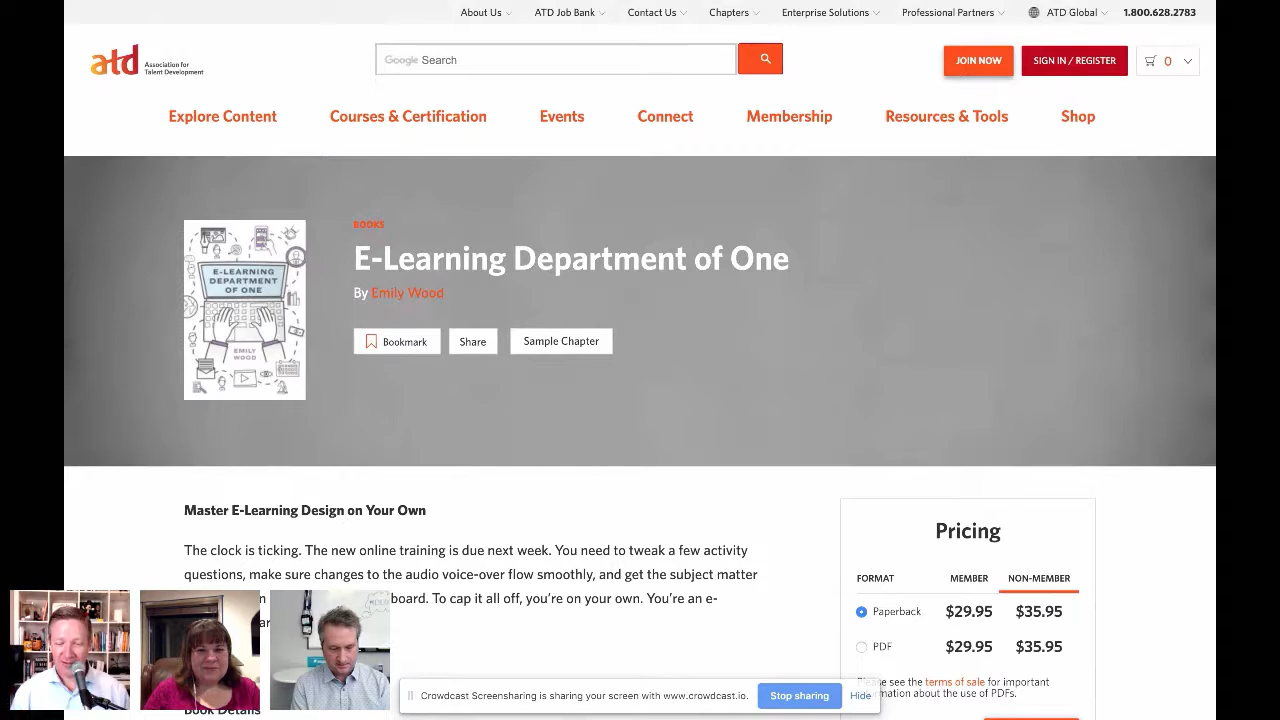 About Us
ATD Job Bank
Contact Us
Chapters
Enterprise Solutions
Professional Partners
ATD Global
1.800.628.2783
atd Association for
Talent Development
Google Search
JOIN NOW
SIGN IN / REGISTER
0
Explore Content
Courses & Certification
Events
Connect
Membership
Resources & Tools
Shop
E-LEARNING
DEPARTMENT
OF ONE
EMILY
WOOD
BOOKS
E-Learning Department of One
By Emily Wood
Bookmark
Share
Sample Chapter
Master E-Learning Design on Your Own
The clock is ticking. The new online training is due next week. You need to tweak a few activity
questions, make sure changes to the audio voice-over flow smoothly, and get the subject matter
board. To cap it all off, you're on your own. You're an e-
Book Details
Pricing
FORMAT MEMBER NON-MEMBER
Paperback $29.95 $35.95
PDF $29.95 $35.95
see the terms of sale for important
about the use of PDFs.
Crowdcast Screensharing is sharing your screen with www.crowdcast.io.
Stop sharing
Hide